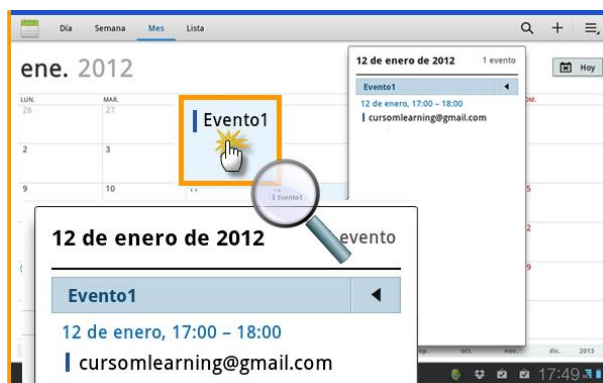 Día Semana Mes Lista
ene. 2012
Hoy
12 de enero de 2012 1 evento
Evento1
12 de enero, 17:00 – 18:00
cursomlearning@gmail.com
LUN. MAR.
26 27
2 3
9 10
Evento1
Evento1
12 de enero de 2012 evento
Evento1
12 de enero, 17:00 – 18:00
cursomlearning@gmail.com
oct. nov. dic. 2013
17:49